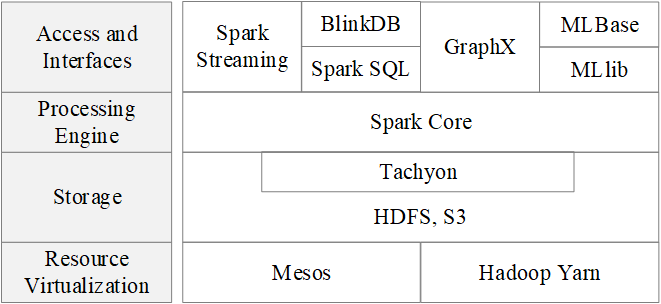 Access and
Interfaces
Spark
Streaming
BlinkDB
Spark SQL
GraphX
MLBase
MLlib
Processing
Engine
Spark Core
Storage
Tachyon
HDFS, S3
Resource
Virtualization
Mesos
Hadoop Yarn